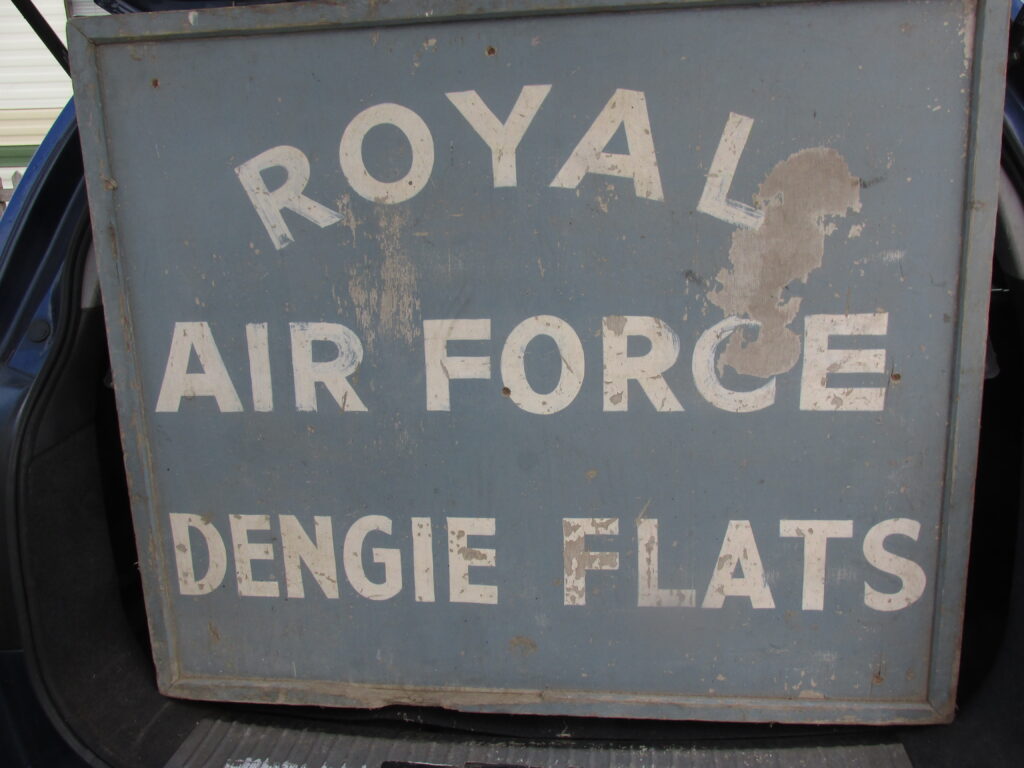 ROYAL
AIR FORCE
DENGIE FLATS